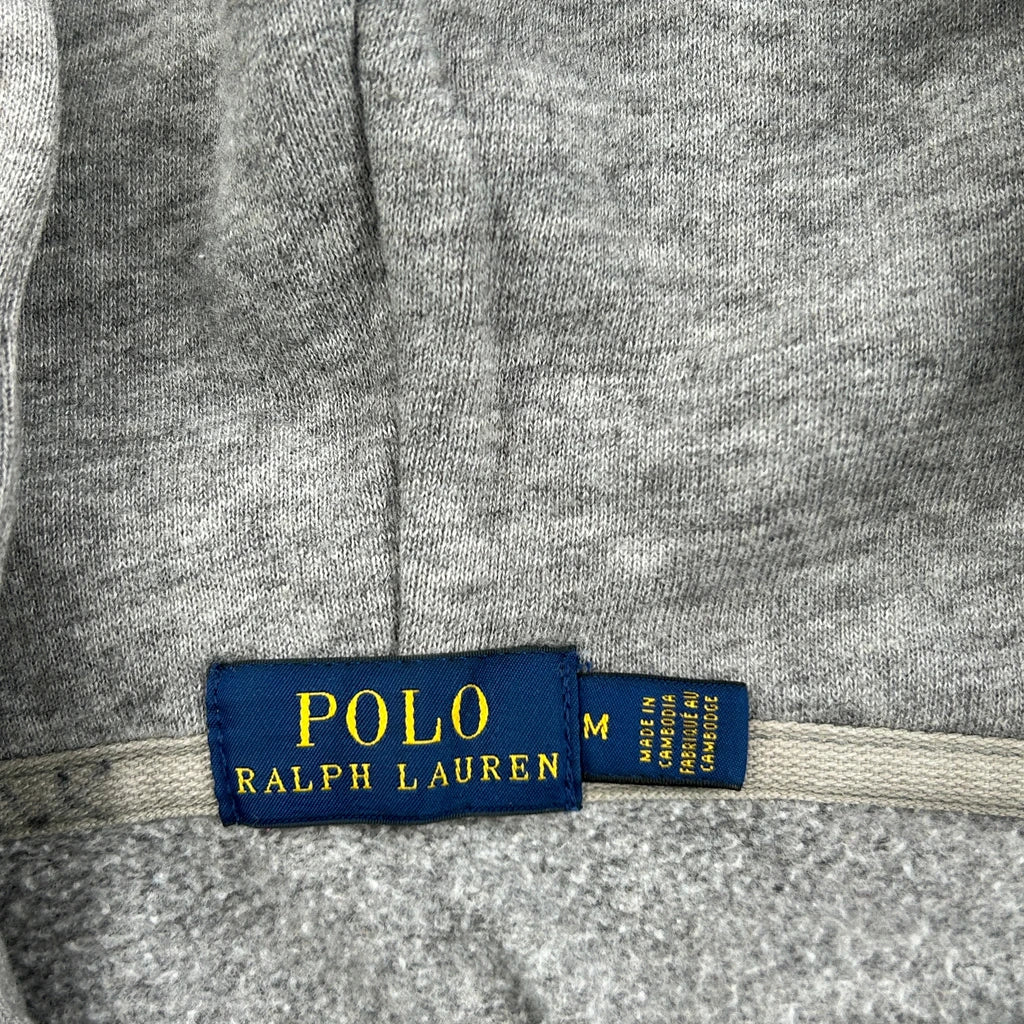 POLO
RALPH LAUREN
M
MADE IN
CAMBODIA
FABRIQUÉ AU
CAMBODGE